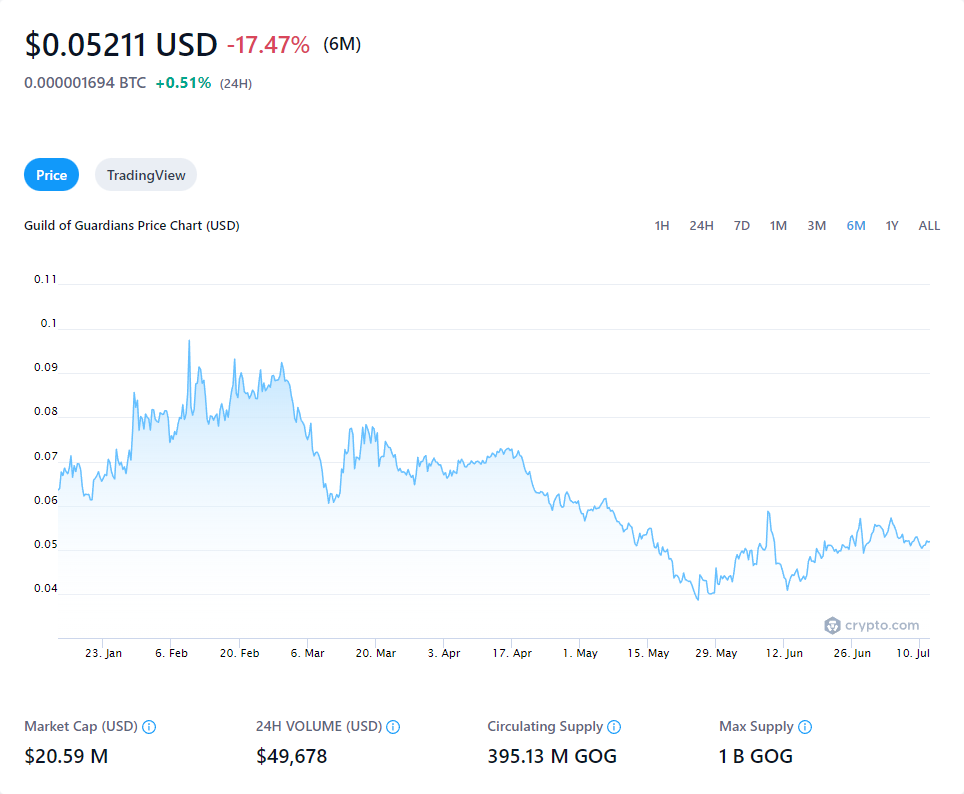 $0.05211 USD -17.47% (6M)
0.000001694 BTC +0.51% (24H)
Price TradingView
Guild of Guardians Price Chart (USD) 1H 24H 7D 1M 3M 6M 1Y ALL
0.11
0.1
0.09
0.08
0.07
0.06
0.05
0.04
crypto.com
23. Jan 6. Feb 20. Feb 6. Mar 20. Mar 3. Apr 17. Apr 1. May 15. May 29. May 12. Jun 26. Jun 10. Jul
Market Cap (USD) 24H VOLUME (USD) Circulating Supply Max Supply
$20.59 M $49,678 395.13 M GOG 1 B GOG